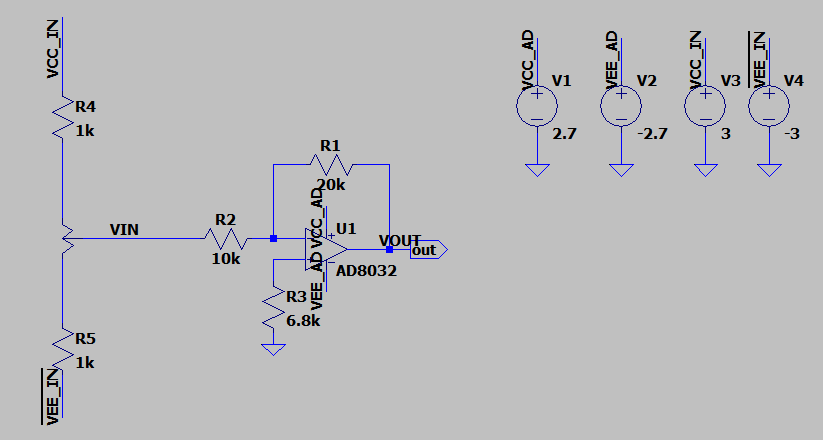 VCC_IN
R4
1k
VIN
R5
1k
VEE_IN
R2
10k
R1
20k
VCC_AD
U1
VEE_AD
AD8032
R3
6.8k
VOUT
out
VCC_AD
V1
2.7
VEE_AD
V2
-2.7
VCC_IN
V3
3
VEE_IN
V4
-3